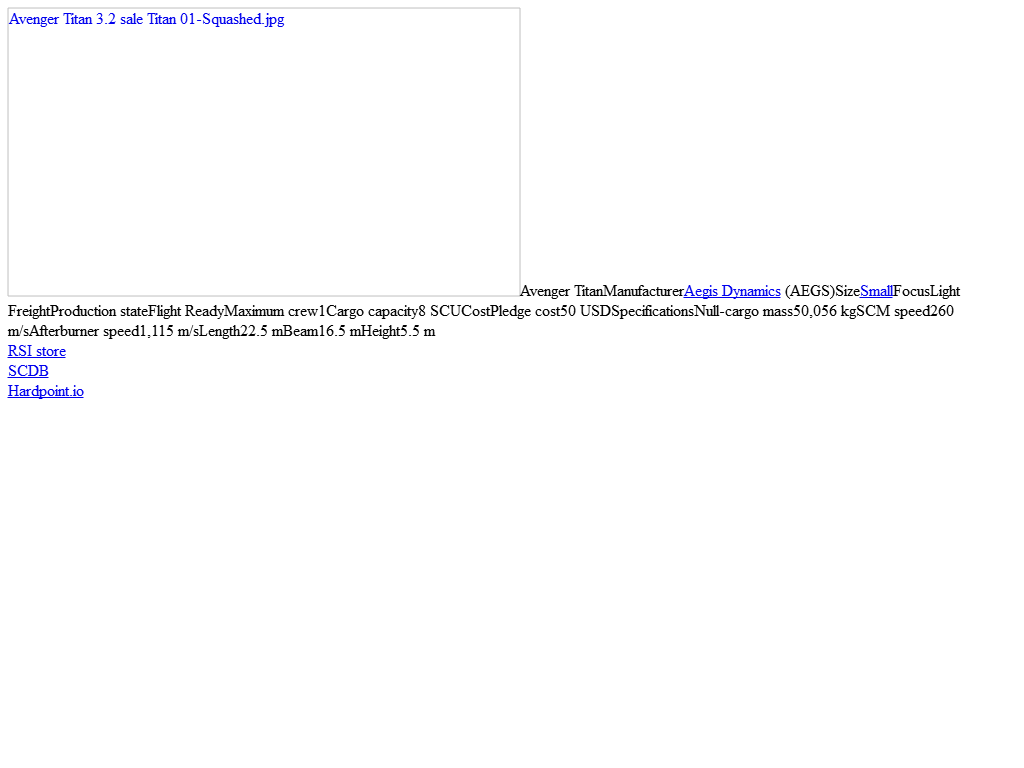 Avenger Titan 3.2 sale Titan 01-Squashed.jpg
Avenger TitanManufacturerAegis Dynamics (AEGS)SizeSmallFocusLight
FreightProduction stateFlight ReadyMaximum crew1Cargo capacity8 SCUCostPledge cost50 USDSpecificationsNull-cargo mass50,056 kgSCM speed260
m/sAfterburner speed1,115 m/sLength22.5 mBeam16.5 mHeight5.5 m
RSI store
SCDB
Hardpoint.io